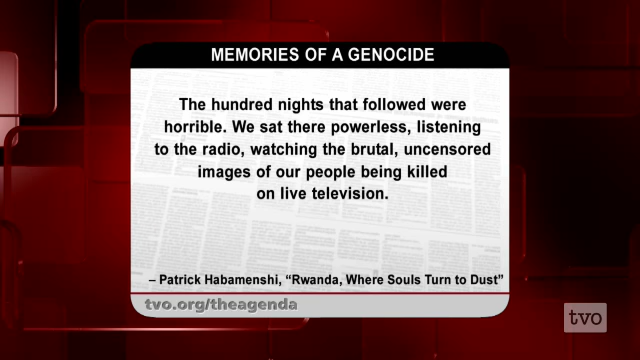 MEMORIES OF A GENOCIDE
The hundred nights that followed were
horrible. We sat there powerless, listening
to the radio, watching the brutal, uncensored
images of our people being killed
on live television.
– Patrick Habamenshi, “Rwanda, Where Souls Turn to Dust”
tvo.org/theagenda
tvo